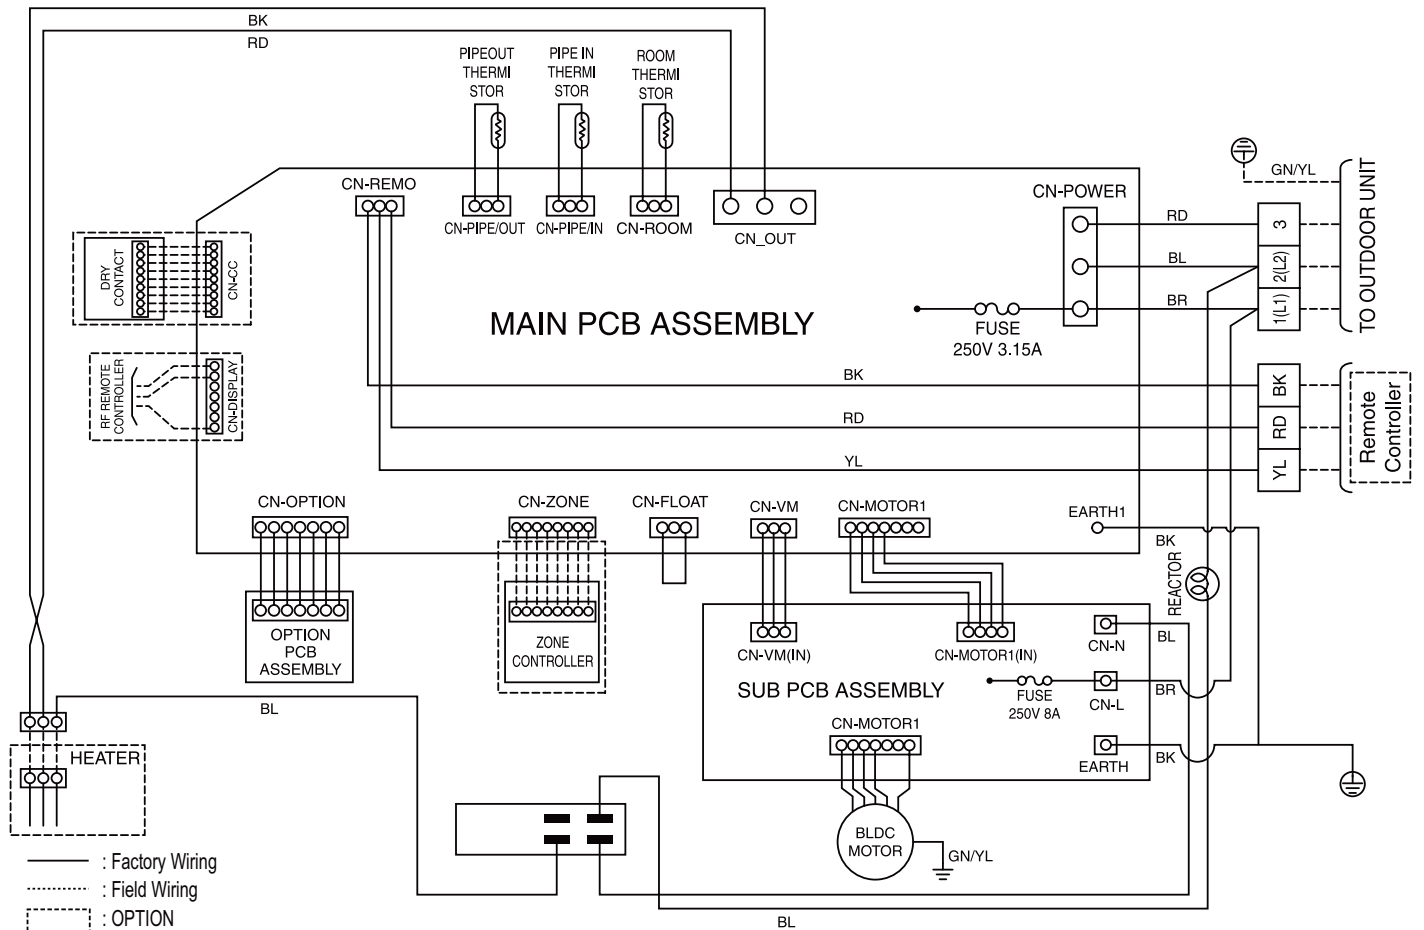 BK
RD
PIPEOUT
THERMI
STOR
PIPE IN
THERMI
STOR
ROOM
THERMI
STOR
CN-REMO
CN-PIPE/OUT
CN-PIPE/IN
CN-ROOM
CN_OUT
CN-POWER
GN/YL
RD
BL
BR
3
2(L2)
1(L1)
TO OUTDOOR UNIT
DRY
CONTACT
CN-CC
MAIN PCB ASSEMBLY
FUSE
250V 3.15A
RF REMOTE
CONTROLLER
CN-DISPLAY
BK
RD
YL
BK
RD
YL
Remote
Controller
CN-OPTION
CN-ZONE
CN-FLOAT
CN-VM
CN-MOTOR1
EARTH1
BK
REACTOR
OPTION
PCB
ASSEMBLY
ZONE
CONTROLLER
CN-VM(IN)
CN-MOTOR1(IN)
CN-N
BL
SUB PCB ASSEMBLY
FUSE
250V 8A
CN-L
BR
CN-MOTOR1
EARTH
BK
BL
HEATER
BLDC
MOTOR
GN/YL
BL
: Factory Wiring
: Field Wiring
: OPTION